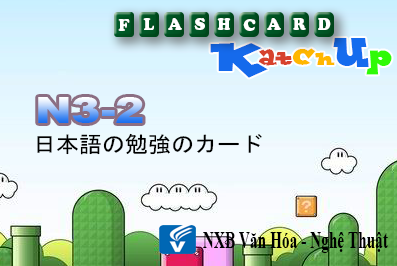 FLASHCARD
KatchUp
N3-2
日本語の勉強のカード
?
NXB Văn Hóa - Nghệ Thuật